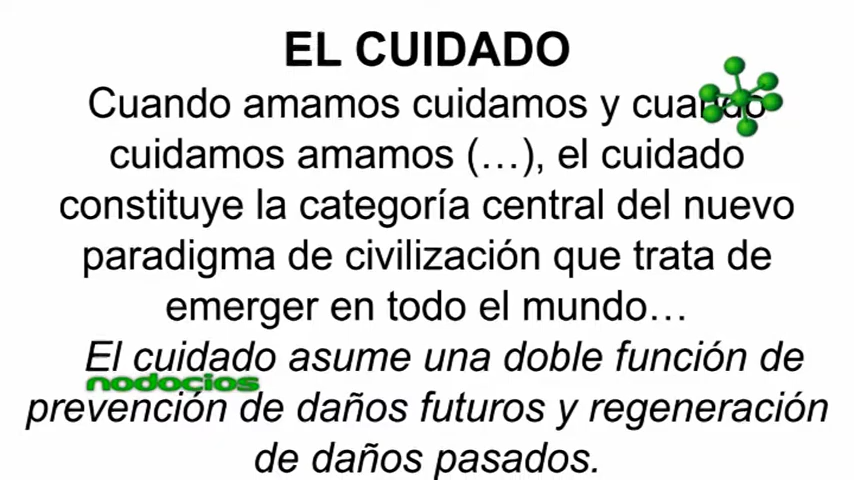 EL CUIDADO
Cuando amamos cuidamos y cuando
cuidamos amamos (…), el cuidado
constituye la categoría central del nuevo
paradigma de civilización que trata de
emerger en todo el mundo…
El cuidado asume una doble función de
nodocios
prevención de daños futuros y regeneración
de daños pasados.